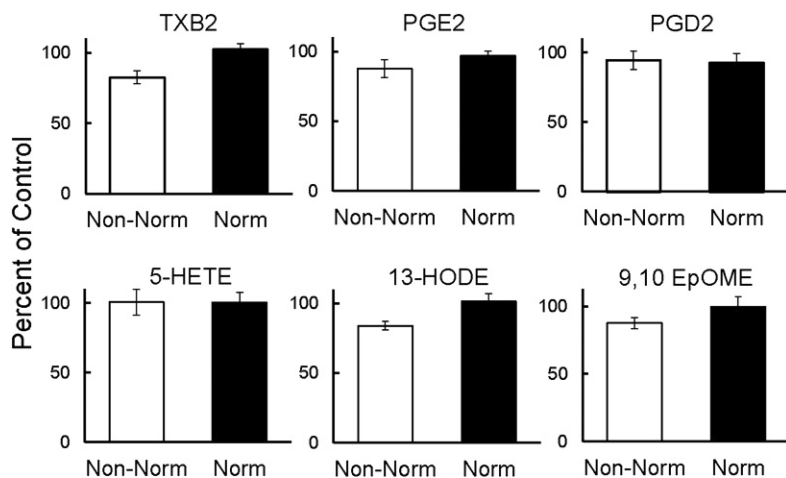 TXB2
PGE2
PGD2
100
50
0
100
50
0
100
50
0
Non-Norm Norm
Non-Norm Norm
Non-Norm Norm
Percent of Control
5-HETE
13-HODE
9,10 EpOME
100
50
0
100
50
0
100
50
0
Non-Norm Norm
Non-Norm Norm
Non-Norm Norm